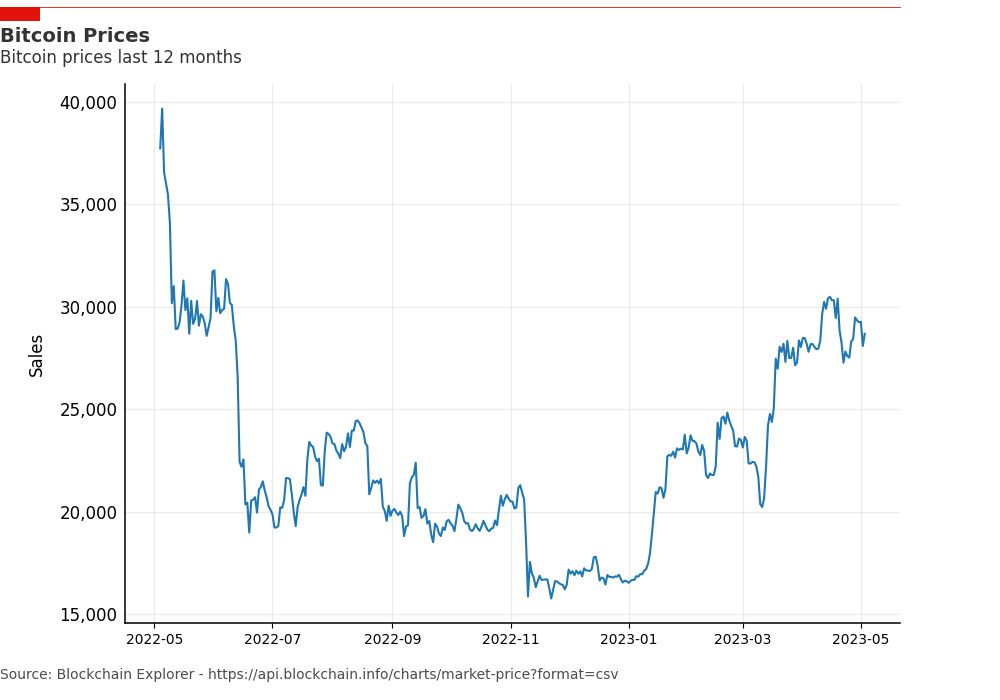 Bitcoin Prices
Bitcoin prices last 12 months
40,000
35,000
30,000
25,000
20,000
15,000
Sales
2022-05 2022-07 2022-09 2022-11 2023-01 2023-03 2023-05
Source: Blockchain Explorer - https://api.blockchain.info/charts/market-price?format=csv